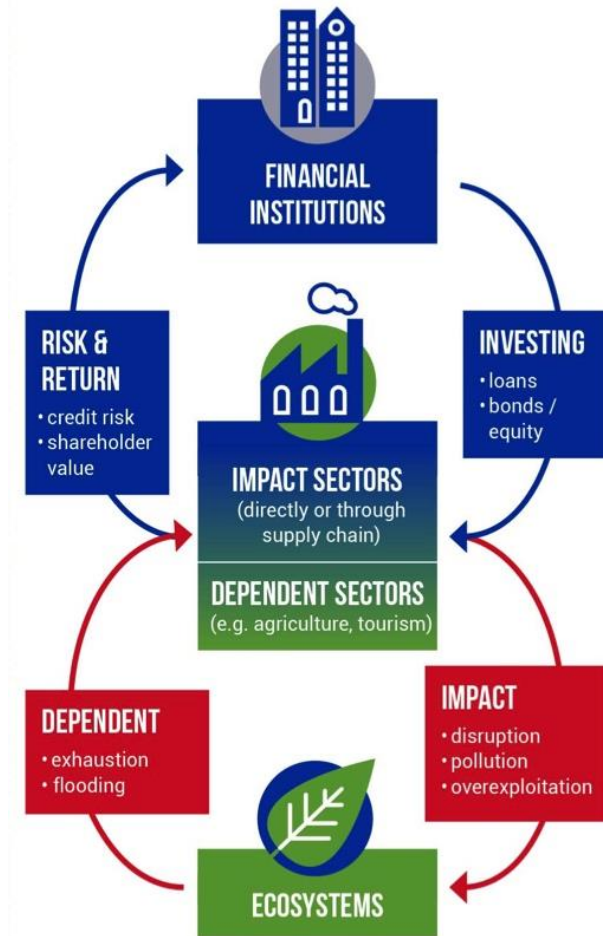 FINANCIAL
INSTITUTIONS
RISK &
RETURN
• credit risk
• shareholder
value
INVESTING
• loans
• bonds /
equity
IMPACT SECTORS
(directly or through
supply chain)
DEPENDENT SECTORS
(e.g. agriculture, tourism)
DEPENDENT
• exhaustion
• flooding
IMPACT
• disruption
• pollution
• overexploitation
ECOSYSTEMS